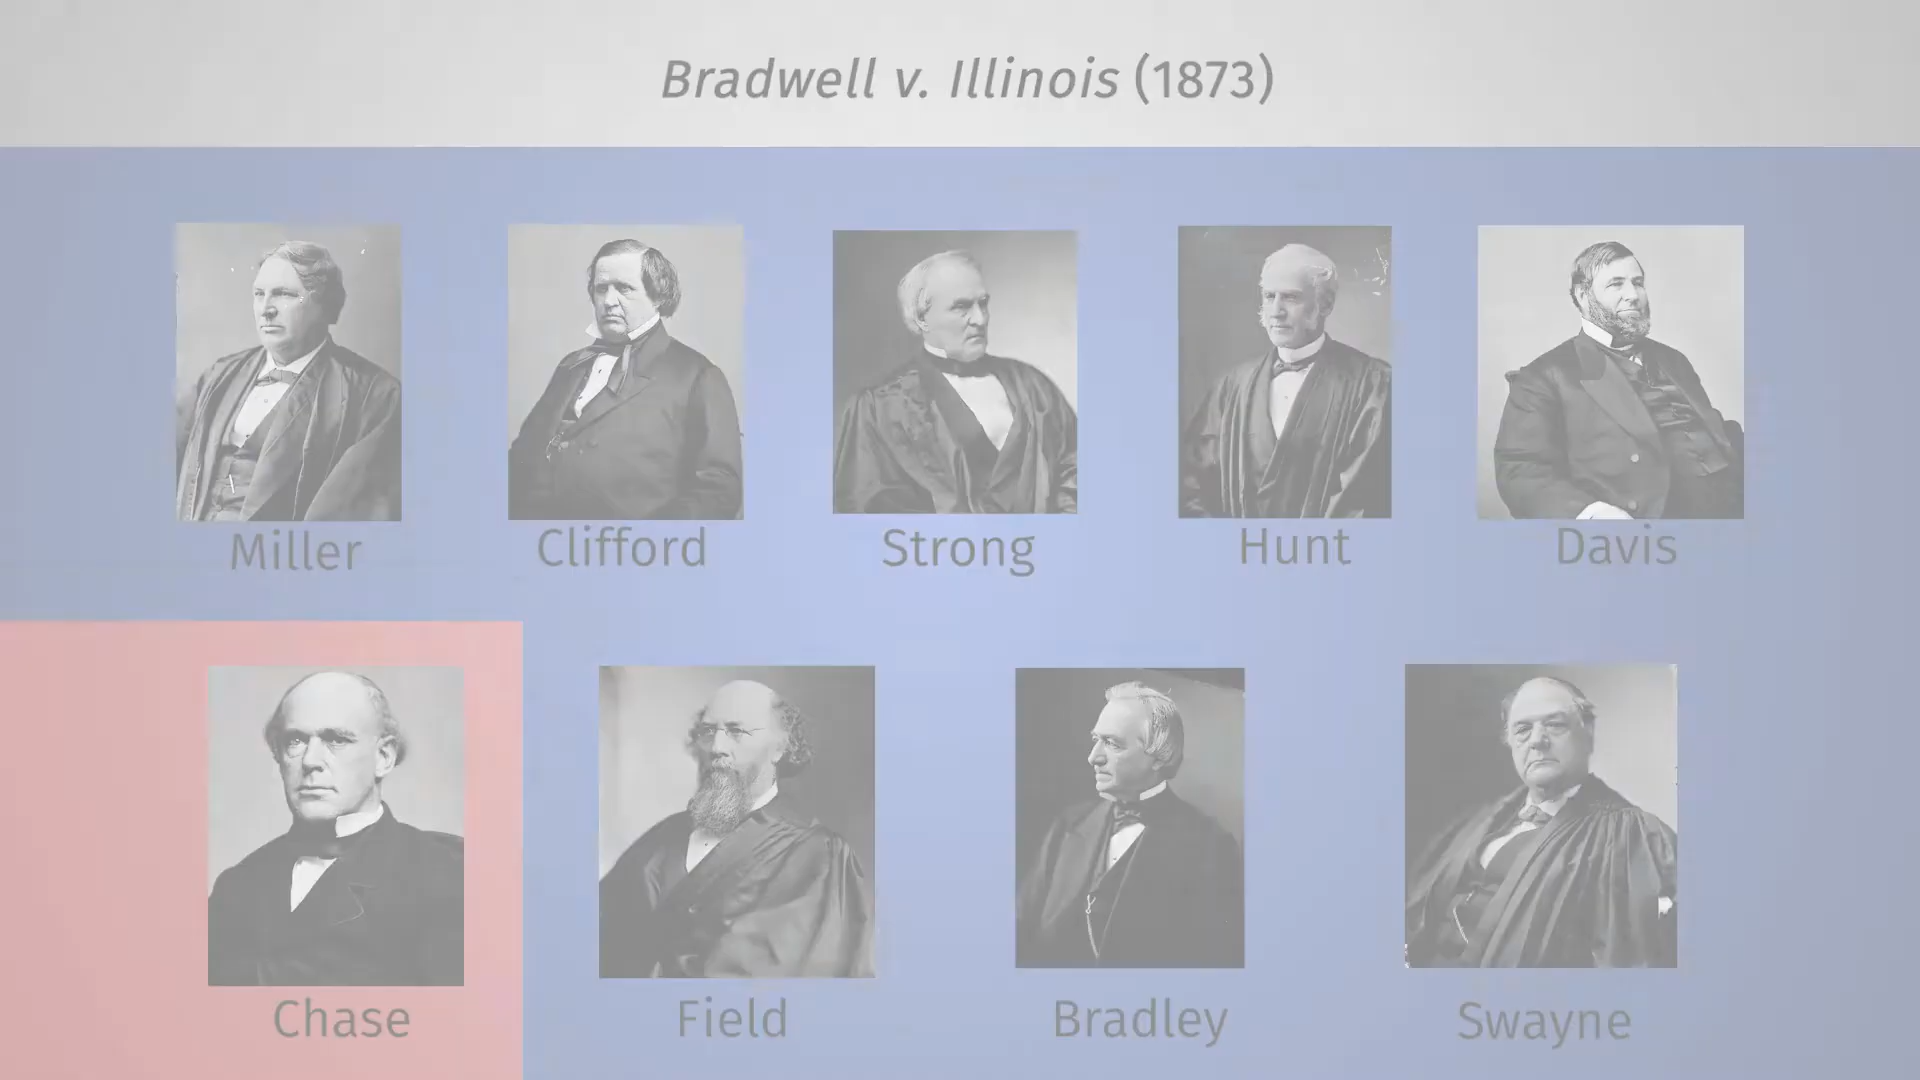 Bradwell v. Illinois (1873)
Miller
Clifford
Strong
Hunt
Davis
Chase
Field
Bradley
Swayne